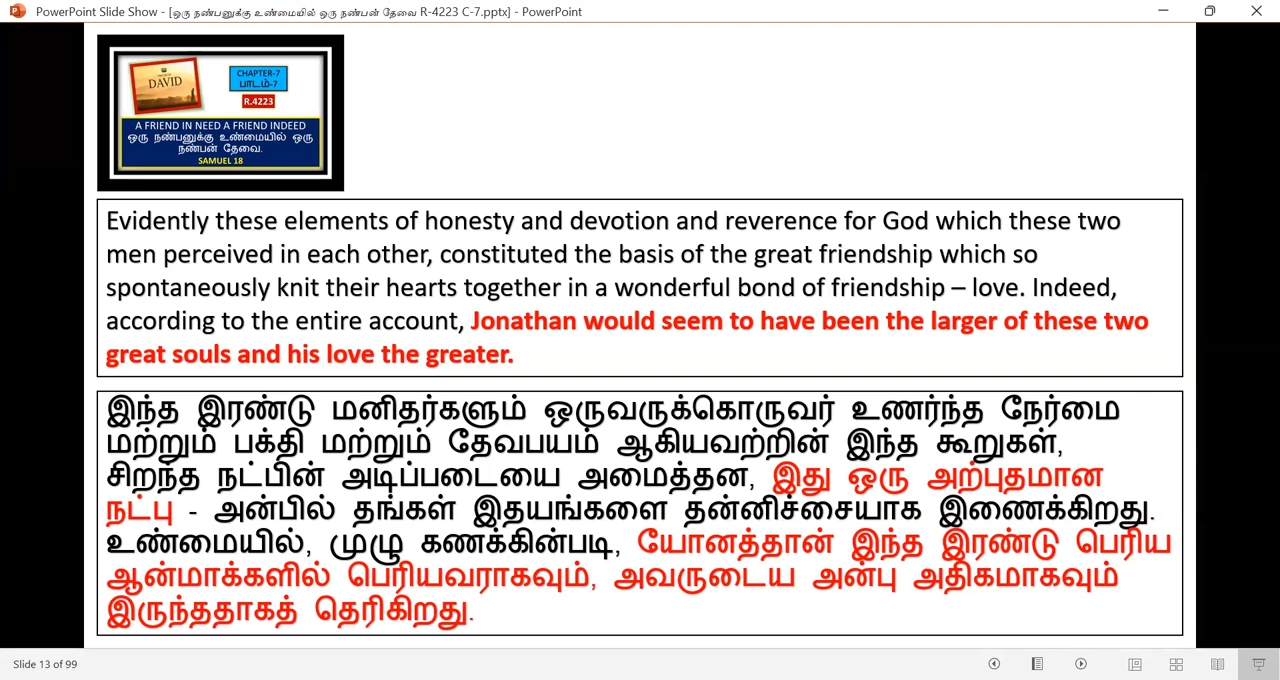 PowerPoint Slide Show - [ஒரு நண்பனுக்கு உண்மையில் ஒரு நண்பன் தேவை R-4223 C-7.pptx] - PowerPoint
DAVID
CHAPTER-7
பாடம்-7
R.4223
A FRIEND IN NEED A FRIEND INDEED
ஒரு நண்பனுக்கு உண்மையில் ஒரு
நண்பன் தேவை.
SAMUEL 18
Evidently these elements of honesty and devotion and reverence for God which these two
men perceived in each other, constituted the basis of the great friendship which so
spontaneously knit their hearts together in a wonderful bond of friendship – love. Indeed,
according to the entire account, Jonathan would seem to have been the larger of these two
great souls and his love the greater.
இந்த இரண்டு மனிதர்களும் ஒருவருக்கொருவர் உணர்ந்த நேர்மை
மற்றும் பக்தி மற்றும் தேவபயம் ஆகியவற்றின் இந்த கூறுகள்,
சிறந்த நட்பின் அடிப்படையை அமைத்தன, இது ஒரு அற்புதமான
நட்பு - அன்பில் தங்கள் இதயங்களை தன்னிச்சையாக இணைக்கிறது.
உண்மையில், முழு கணக்கின்படி, யோனத்தான் இந்த இரண்டு பெரிய
ஆன்மாக்களில் பெரியவராகவும், அவருடைய அன்பு அதிகமாகவும்
இருந்ததாகத் தெரிகிறது.
Slide 13 of 99